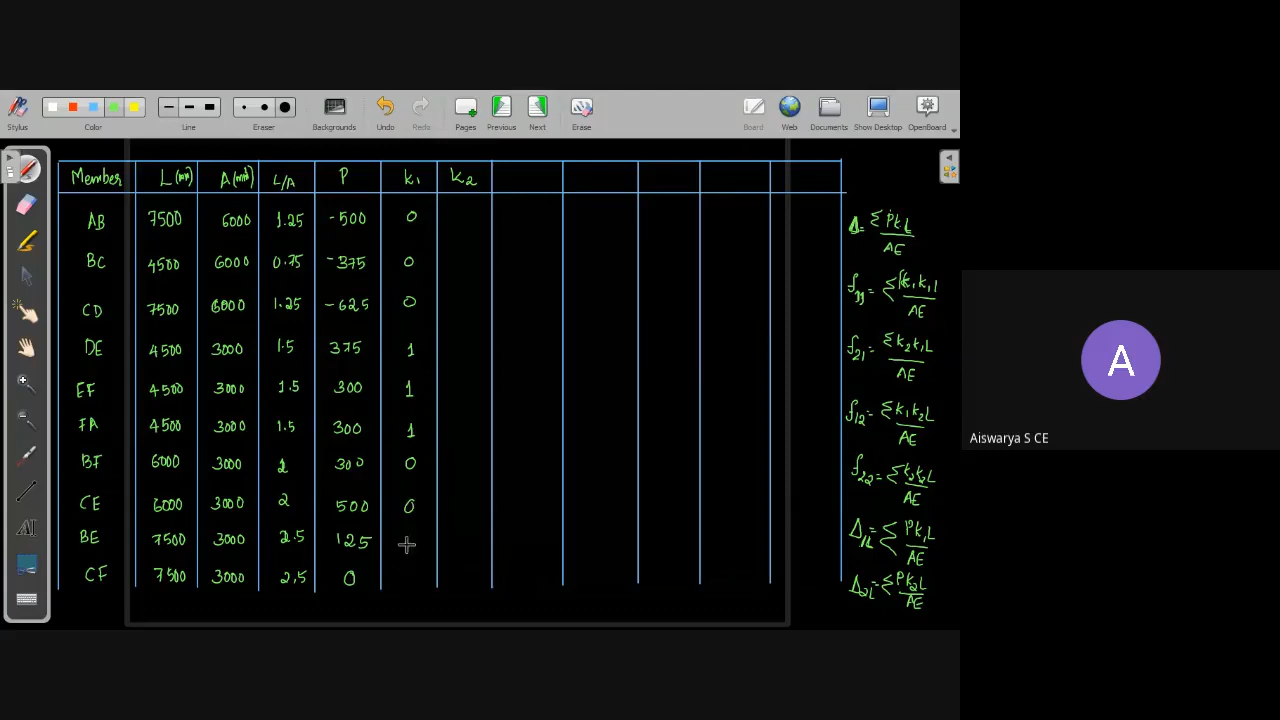 Stylus Color Line Eraser Backgrounds Undo Redo Pages Previous Next Erase Board Web Documents Show Desktop OpenBoard
Member L (mm) A (mm²) L/A P k₁ k₂
AB 7500 6000 1.25 -500 0
BC 4500 6000 0.75 -375 0
CD 7500 6000 1.25 -625 0
DE 4500 3000 1.5 375 1
EF 4500 3000 1.5 300 1
FA 4500 3000 1.5 300 1
BF 6000 3000 2 300 0
CE 6000 3000 2 500 0
BE 7500 3000 2.5 125
CF 7500 3000 2.5 0
Δ = ΣPkL/AE
f₁₁ = Σk₁k₁L/AE
f₂₁ = Σk₂k₁L/AE
f₁₂ = Σk₁k₂L/AE
f₂₂ = Σk₂k₂L/AE
Δ₁L = ΣPk₁L/AE
Δ₂L = ΣPk₂L/AE
A
Aiswarya S CE